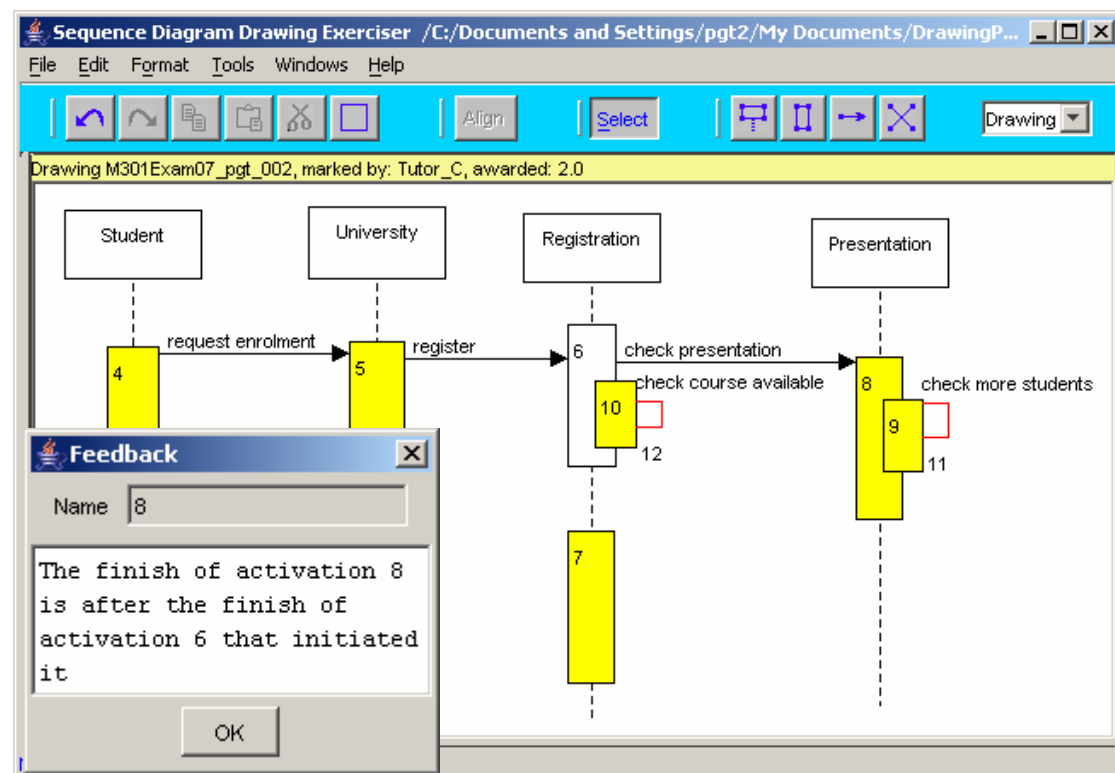 Sequence Diagram Drawing Exerciser /C:/Documents and Settings/pgt2/My Documents/DrawingP...
File Edit Format Tools Windows Help
Align Select Drawing
Drawing M301Exam07_pgt_002, marked by: Tutor_C, awarded: 2.0
Student University Registration Presentation
request enrolment register check presentation
4 5 6 8
check course available check more students
10 9
12 11
7
Feedback
Name 8
The finish of activation 8
is after the finish of
activation 6 that initiated
it
OK